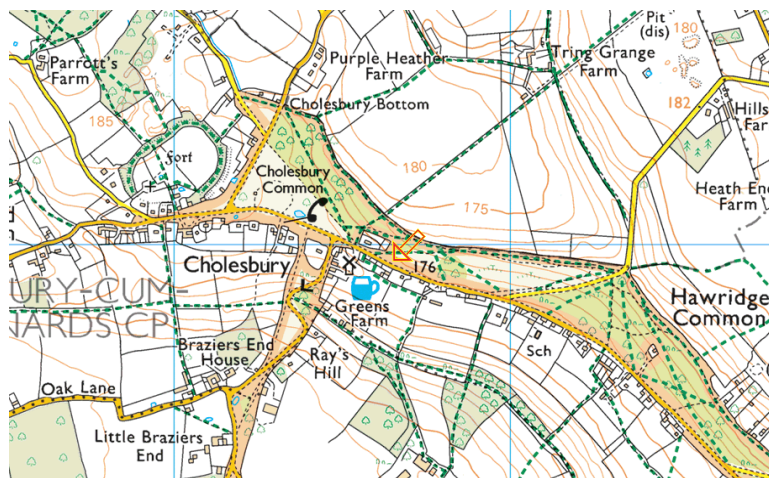 Pit
(dis)
180
Parrott's
Farm
Purple Heather
Farm
Tring Grange
Farm
Cholesbury Bottom
182
Hills
Far
185
Fort
180
Cholesbury
Common
175
Heath End
Farm
Cholesbury
176
URY-CUM-
NARDS CP
Greens
Farm
Hawridge
Common
Braziers End
House
Ray's
Hill
Sch
Oak Lane
Little Braziers
End